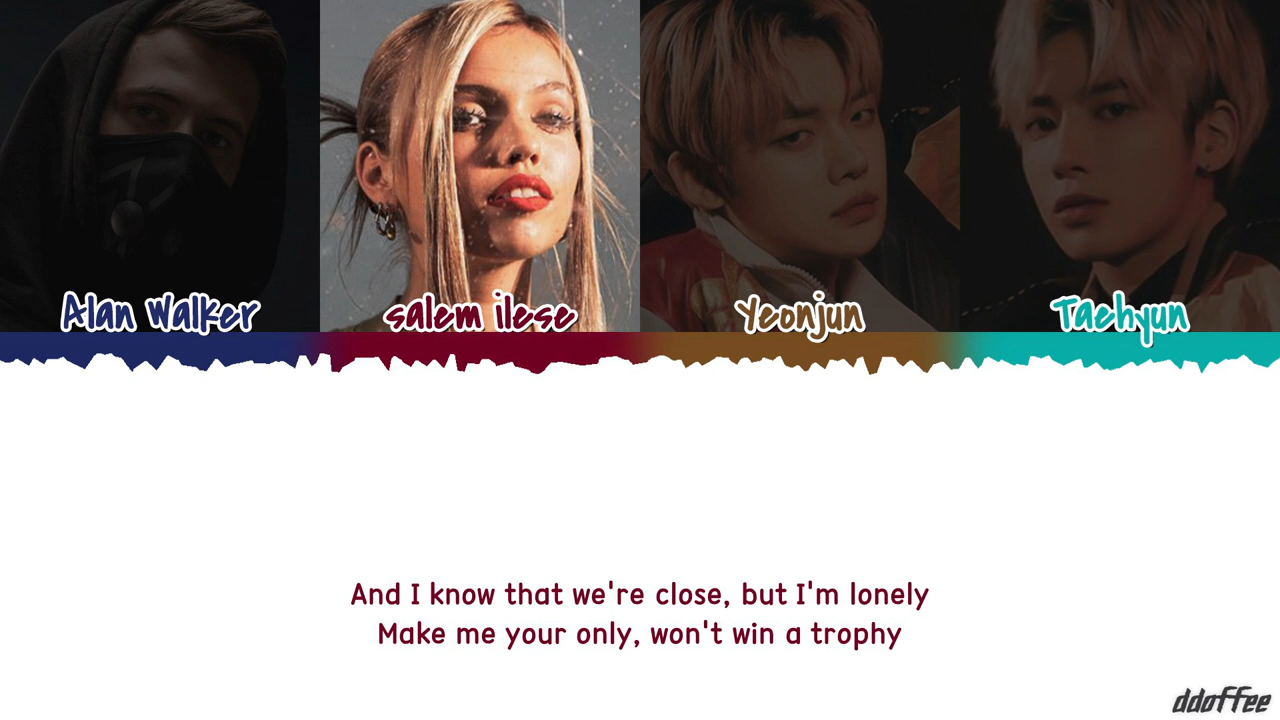 Alan Walker
salem ilese
Yeonjun
Taehyun
And I know that we're close, but I'm lonely
Make me your only, won't win a trophy
ddoffee